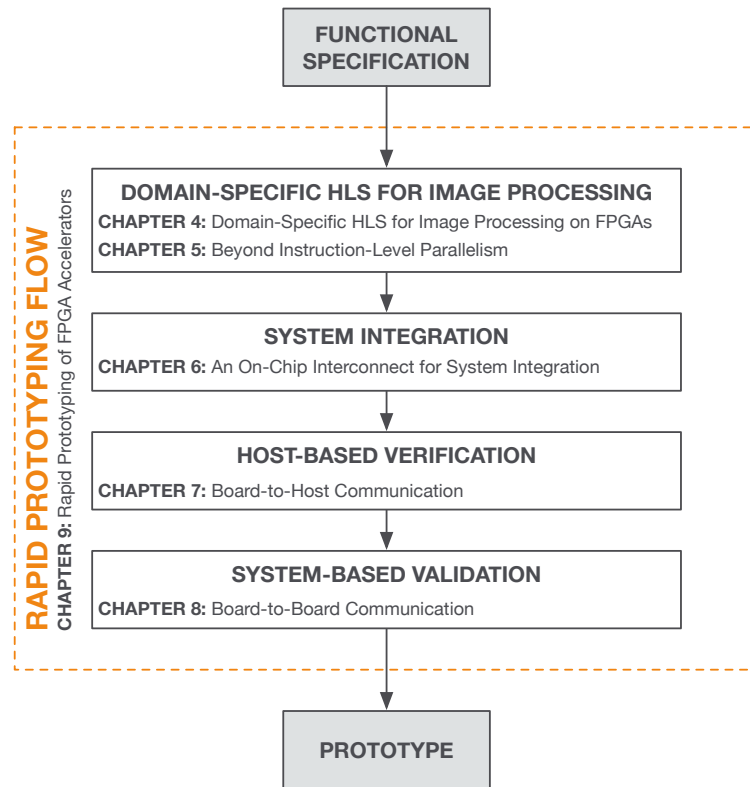 FUNCTIONAL
SPECIFICATION
RAPID PROTOTYPING FLOW
CHAPTER 9: Rapid Prototyping of FPGA Accelerators
DOMAIN-SPECIFIC HLS FOR IMAGE PROCESSING
CHAPTER 4: Domain-Specific HLS for Image Processing on FPGAs
CHAPTER 5: Beyond Instruction-Level Parallelism
SYSTEM INTEGRATION
CHAPTER 6: An On-Chip Interconnect for System Integration
HOST-BASED VERIFICATION
CHAPTER 7: Board-to-Host Communication
SYSTEM-BASED VALIDATION
CHAPTER 8: Board-to-Board Communication
PROTOTYPE